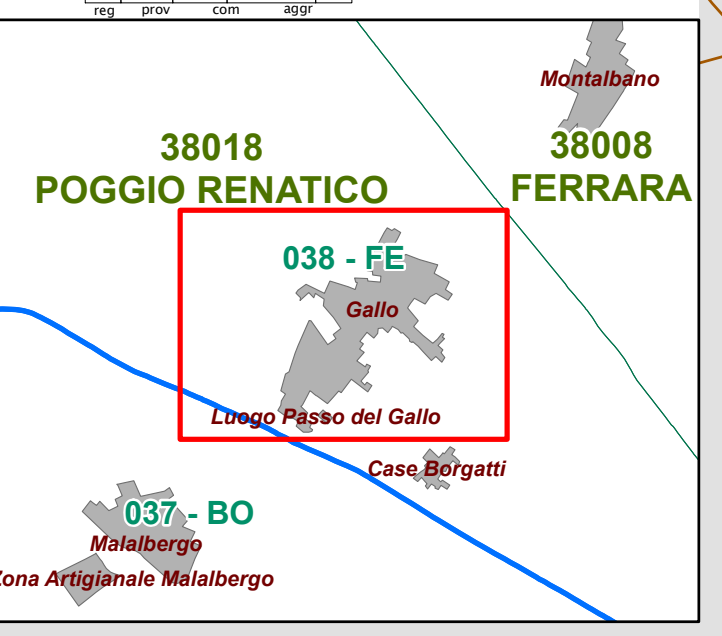 reg prov com aggr
Montalbano
38018
POGGIO RENATICO
38008
FERRARA
038 - FE
Gallo
Luogo Passo del Gallo
Case Borgatti
037 - BO
Malalbergo
Zona Artigianale Malalbergo